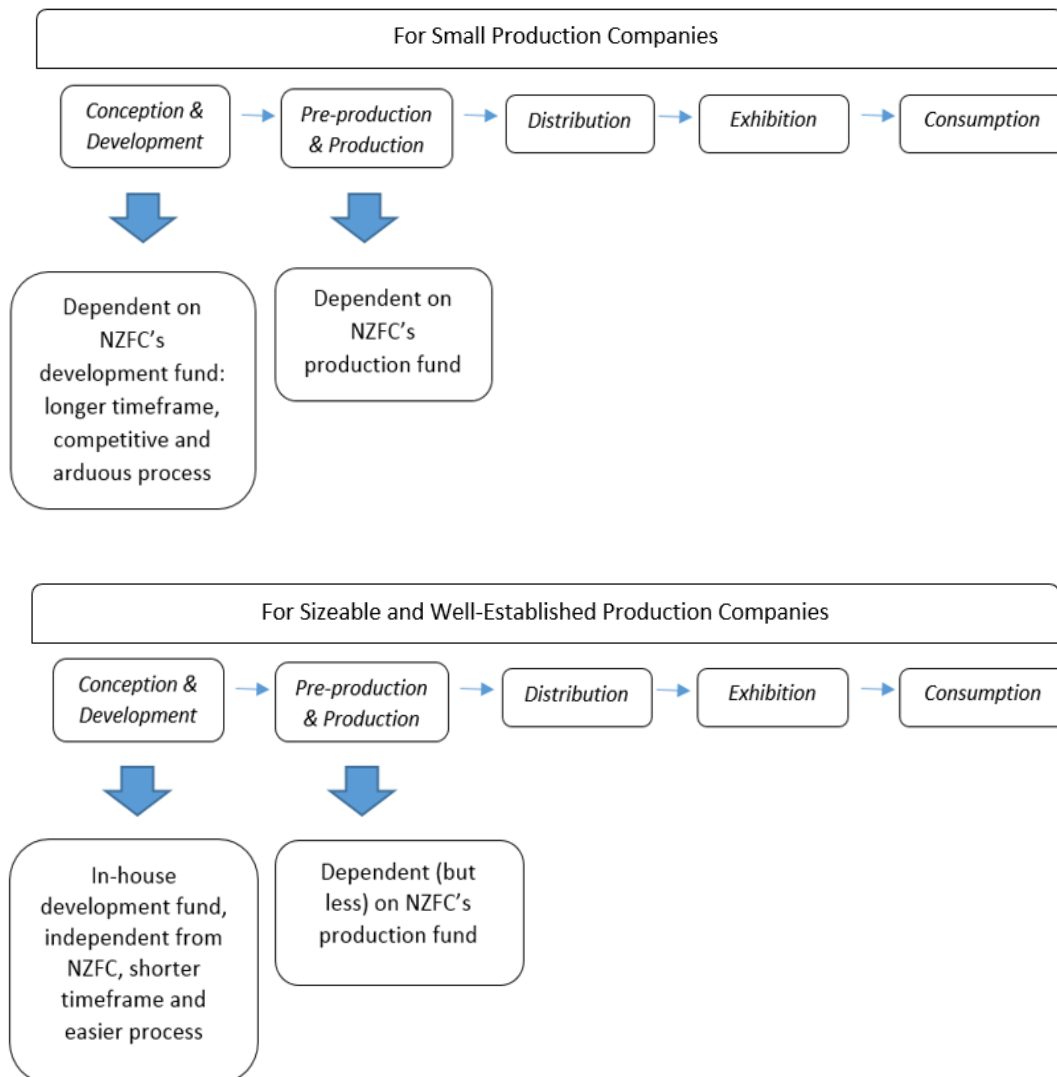 For Small Production Companies
Conception &
Development
Pre-production
& Production
Distribution
Exhibition
Consumption
Dependent on
NZFC’s
development fund:
longer timeframe,
competitive and
arduous process
Dependent on
NZFC’s
production fund
For Sizeable and Well-Established Production Companies
Conception &
Development
Pre-production
& Production
Distribution
Exhibition
Consumption
In-house
development fund,
independent from
NZFC, shorter
timeframe and
easier process
Dependent (but
less) on NZFC’s
production fund